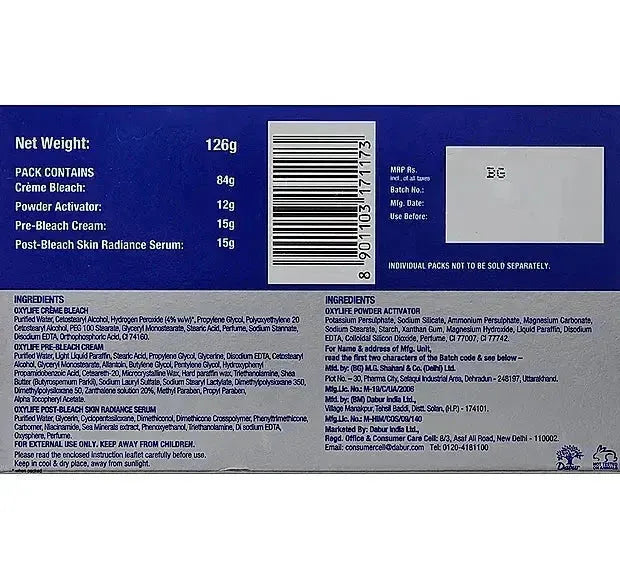 Net Weight: 126g
PACK CONTAINS
Crème Bleach: 84g
Powder Activator: 12g
Pre-Bleach Cream: 15g
Post-Bleach Skin Radiance Serum: 15g
8 901103 171173
MRP Rs.
incl., of all taxes
Batch No.:
Mfg. Date:
Use Before:
BG
INDIVIDUAL PACKS NOT TO BE SOLD SEPARATELY.
INGREDIENTS
OXYLIFE CRÈME BLEACH
Purified Water, Cetostearyl Alcohol, Hydrogen Peroxide (4% w/w)*, Propylene Glycol, Polyoxyethylene 20
Cetostearyl Alcohol, PEG 100 Stearate, Glyceryl Monostearate, Stearic Acid, Perfume, Sodium Stannate,
Disodium EDTA, Orthophosphoric Acid, CI 74160.
OXYLIFE PRE-BLEACH CREAM
Purified Water, Light Liquid Paraffin, Stearic Acid, Propylene Glycol, Glycerine, Disodium EDTA, Cetostearyl
Alcohol, Glyceryl Monostearate, Allantoin, Butylene Glycol, Pentylene Glycol, Hydroxyphenyl
Propamidobenzoic Acid, Ceteareth-20, Microcrystalline Wax, Hard paraffin wax, Triethanolamine, Shea
Butter (Butyrospermum Parkii), Sodium Lauryl Sulfate, Sodium Stearyl Lactylate, Dimethylpolysiloxane 350,
Dimethylpolysiloxane 50, Zanthalene solution 20%, Methyl Paraben, Propyl Paraben,
Alpha Tocopheryl Acetate.
OXYLIFE POST-BLEACH SKIN RADIANCE SERUM
Purified Water, Glycerin, Cyclopentasiloxane, Dimethiconol, Dimethicone Crosspolymer, Phenyltrimethicone,
Carbomer, Niacinamide, Sea Minerals extract, Phenoxyethanol, Triethanolamine, Di sodium EDTA,
Oxysphere, Perfume.
FOR EXTERNAL USE ONLY. KEEP AWAY FROM CHILDREN.
Please read the enclosed instruction leaflet carefully before use.
Keep in cool & dry place, away from sunlight.
* when packed
INGREDIENTS
OXYLIFE POWDER ACTIVATOR
Potassium Persulphate, Sodium Silicate, Ammonium Persulphate, Magnesium Carbonate,
Sodium Stearate, Starch, Xanthan Gum, Magnesium Hydroxide, Liquid Paraffin, Disodium
EDTA, Colloidal Silicon Dioxide, Perfume, CI 77007, CI 77742.
For Name & address of Mfg. Unit,
read the first two characters of the Batch code & see below –
Mfd. by: (BG) M.G. Shahani & Co. (Delhi) Ltd.
Plot No. – 30, Pharma City, Selaqui Industrial Area, Dehradun - 248197, Uttarakhand.
Mfg.Lic. No.: M-19/C/UA/2006
Mfd. by: (BM) Dabur India Ltd.,
Village Manakpur, Tehsil Baddi, Distt. Solan, (H.P.) - 174101.
Mfg.Lic. No.: M-HIM/COS/09/140
Marketed By: Dabur India Ltd.,
Regd. Office & Consumer Care Cell: 8/3, Asaf Ali Road, New Delhi - 110002.
Email: consumercell@dabur.com Tel: 0120-4181100
Dabur